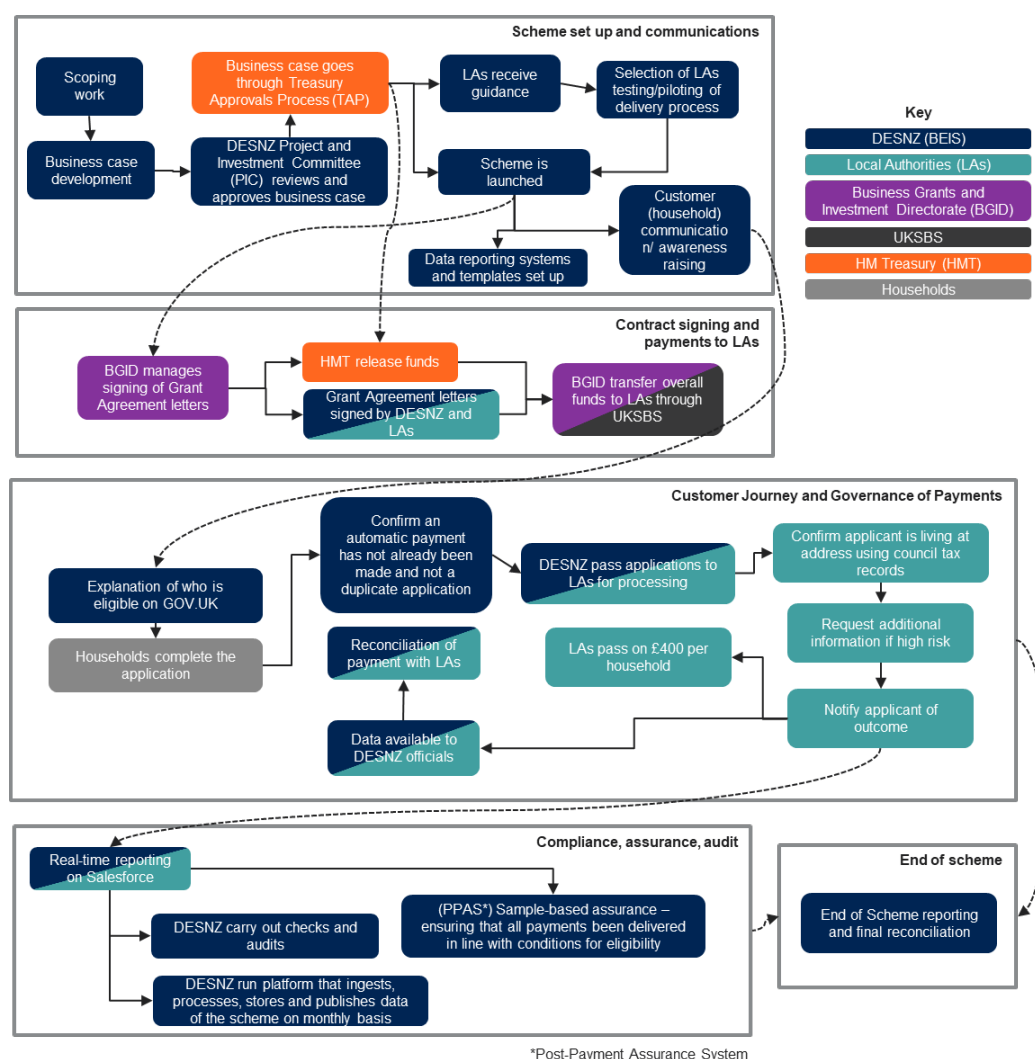 Scheme set up and communications
Scoping
work
Business case
development
Business case goes
through Treasury
Approvals Process (TAP)
DESNZ Project and
Investment Committee
(PIC) reviews and
approves business case
LAs receive
guidance
Selection of LAs
testing/piloting of
delivery process
Scheme is
launched
Customer
(household)
communicatio
n/ awareness
raising
Data reporting systems
and templates set up
Key
DESNZ (BEIS)
Local Authorities (LAs)
Business Grants and
Investment Directorate (BGID)
UKSBS
HM Treasury (HMT)
Households
Contract signing and
payments to LAs
BGID manages
signing of Grant
Agreement letters
HMT release funds
Grant Agreement letters
signed by DESNZ and
LAs
BGID transfer overall
funds to LAs through
UKSBS
Customer Journey and Governance of Payments
Explanation of who is
eligible on GOV.UK
Households complete the
application
Confirm an
automatic payment
has not already been
made and not a
duplicate application
DESNZ pass applications
to LAs for processing
Confirm applicant is living at
address using council tax
records
Request additional
information if high risk
Notify applicant of
outcome
LAs pass on £400 per
household
Reconciliation of
payment with LAs
Data available to
DESNZ officials
Compliance, assurance, audit
Real-time reporting
on Salesforce
DESNZ carry out checks and
audits
DESNZ run platform that ingests,
processes, stores and publishes data
of the scheme on monthly basis
(PPAS*) Sample-based assurance –
ensuring that all payments been delivered
in line with conditions for eligibility
End of scheme
End of Scheme reporting
and final reconciliation
*Post-Payment Assurance System